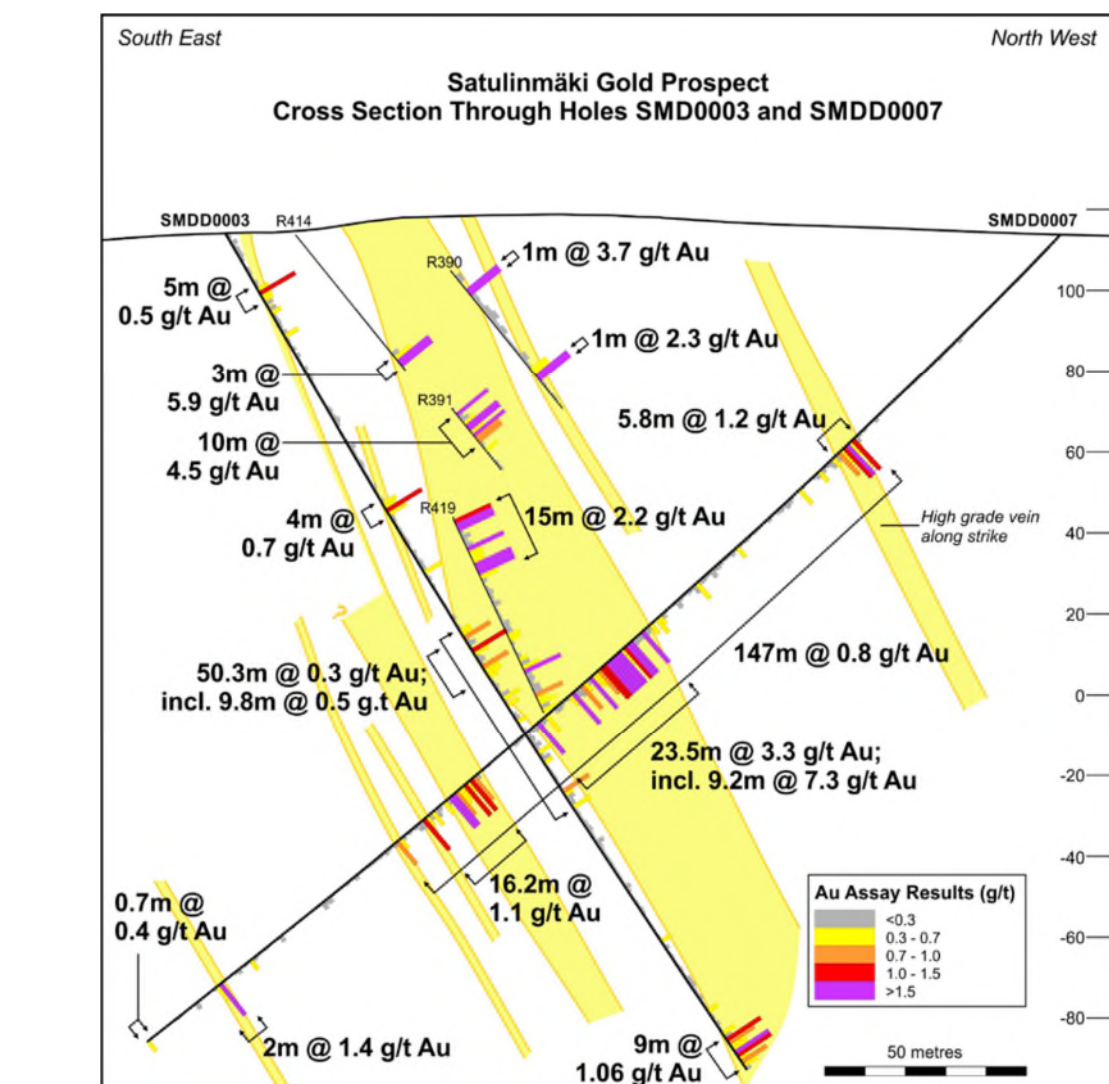 South East
North West
Satulinmäki Gold Prospect
Cross Section Through Holes SMD0003 and SMDD0007
SMDD0003
R414
SMDD0007
R390
1m @ 3.7 g/t Au
5m @
0.5 g/t Au
100
1m @ 2.3 g/t Au
3m @
5.9 g/t Au
80
R391
5.8m @ 1.2 g/t Au
10m @
4.5 g/t Au
60
R419
15m @ 2.2 g/t Au
4m @
0.7 g/t Au
High grade vein
along strike
40
?
20
147m @ 0.8 g/t Au
50.3m @ 0.3 g/t Au;
incl. 9.8m @ 0.5 g.t Au
0
23.5m @ 3.3 g/t Au;
incl. 9.2m @ 7.3 g/t Au
-20
-40
16.2m @
1.1 g/t Au
0.7m @
0.4 g/t Au
Au Assay Results (g/t)
<0.3
0.3 - 0.7
0.7 - 1.0
1.0 - 1.5
>1.5
-60
-80
2m @ 1.4 g/t Au
9m @
1.06 g/t Au
50 metres